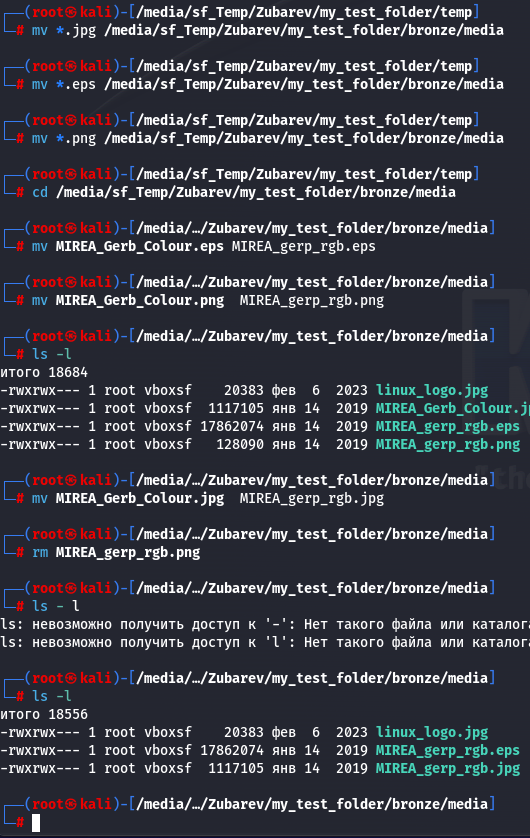 ┌──(root㉿kali)-[/media/sf_Temp/Zubarev/my_test_folder/temp]
└─# mv *.jpg /media/sf_Temp/Zubarev/my_test_folder/bronze/media
┌──(root㉿kali)-[/media/sf_Temp/Zubarev/my_test_folder/temp]
└─# mv *.eps /media/sf_Temp/Zubarev/my_test_folder/bronze/media
┌──(root㉿kali)-[/media/sf_Temp/Zubarev/my_test_folder/temp]
└─# mv *.png /media/sf_Temp/Zubarev/my_test_folder/bronze/media
┌──(root㉿kali)-[/media/sf_Temp/Zubarev/my_test_folder/temp]
└─# cd /media/sf_Temp/Zubarev/my_test_folder/bronze/media
┌──(root㉿kali)-[/media/…/Zubarev/my_test_folder/bronze/media]
└─# mv MIREA_Gerb_Colour.eps MIREA_gerp_rgb.eps
┌──(root㉿kali)-[/media/…/Zubarev/my_test_folder/bronze/media]
└─# mv MIREA_Gerb_Colour.png  MIREA_gerp_rgb.png
┌──(root㉿kali)-[/media/…/Zubarev/my_test_folder/bronze/media]
└─# ls -l
итого 18684
-rwxrwx--- 1 root vboxsf    20383 фев  6  2023 linux_logo.jpg
-rwxrwx--- 1 root vboxsf  1117105 янв 14  2019 MIREA_Gerb_Colour.j
-rwxrwx--- 1 root vboxsf 17862074 янв 14  2019 MIREA_gerp_rgb.eps
-rwxrwx--- 1 root vboxsf   128090 янв 14  2019 MIREA_gerp_rgb.png
┌──(root㉿kali)-[/media/…/Zubarev/my_test_folder/bronze/media]
└─# mv MIREA_Gerb_Colour.jpg  MIREA_gerp_rgb.jpg
┌──(root㉿kali)-[/media/…/Zubarev/my_test_folder/bronze/media]
└─# rm MIREA_gerp_rgb.png
┌──(root㉿kali)-[/media/…/Zubarev/my_test_folder/bronze/media]
└─# ls - l
ls: невозможно получить доступ к '-': Нет такого файла или каталога
ls: невозможно получить доступ к 'l': Нет такого файла или каталога
┌──(root㉿kali)-[/media/…/Zubarev/my_test_folder/bronze/media]
└─# ls -l
итого 18556
-rwxrwx--- 1 root vboxsf    20383 фев  6  2023 linux_logo.jpg
-rwxrwx--- 1 root vboxsf 17862074 янв 14  2019 MIREA_gerp_rgb.eps
-rwxrwx--- 1 root vboxsf  1117105 янв 14  2019 MIREA_gerp_rgb.jpg
┌──(root㉿kali)-[/media/…/Zubarev/my_test_folder/bronze/media]
└─#